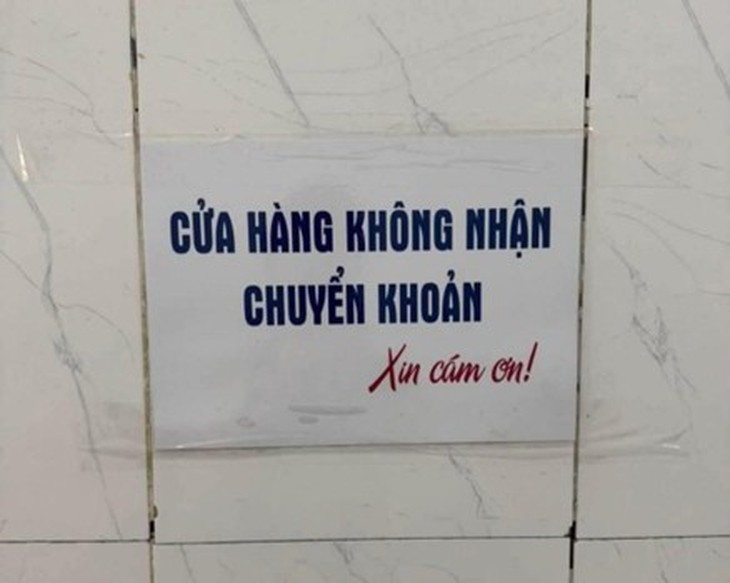 CỬA HÀNG KHÔNG NHẬN
CHUYỂN KHOẢN
Xin cám ơn!